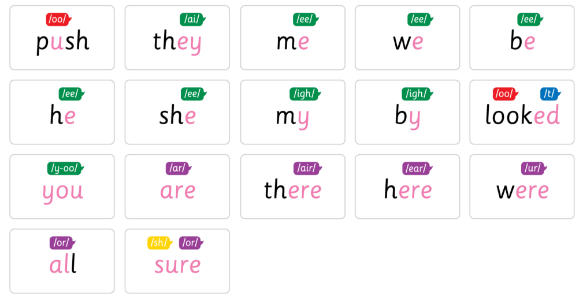 /oo/ /ai/ /ee/ /ee/ /ee/
push they me we be
/ee/ /ee/ /igh/ /igh/ /oo/ /t/
he she my by looked
/y-oo/ /ar/ /air/ /ear/ /ur/
you are there here were
/or/ /sh/ /or/
all sure